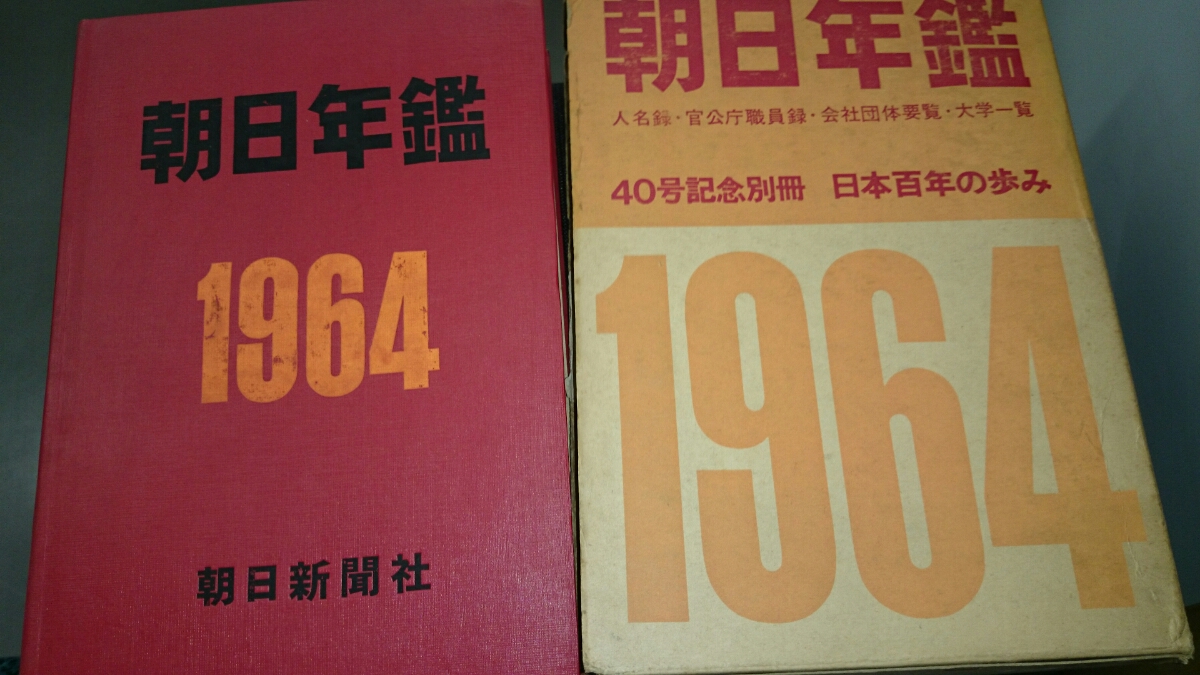 朝日年鑑
1964
朝日新聞社
朝日年鑑
人名録・官公庁職員録・会社団体要覧・大学一覧
40号記念別冊 日本百年の歩み
1964